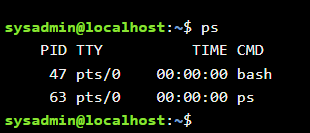 sysadmin@localhost:~$ ps
    PID TTY          TIME CMD
     47 pts/0    00:00:00 bash
     63 pts/0    00:00:00 ps
sysadmin@localhost:~$